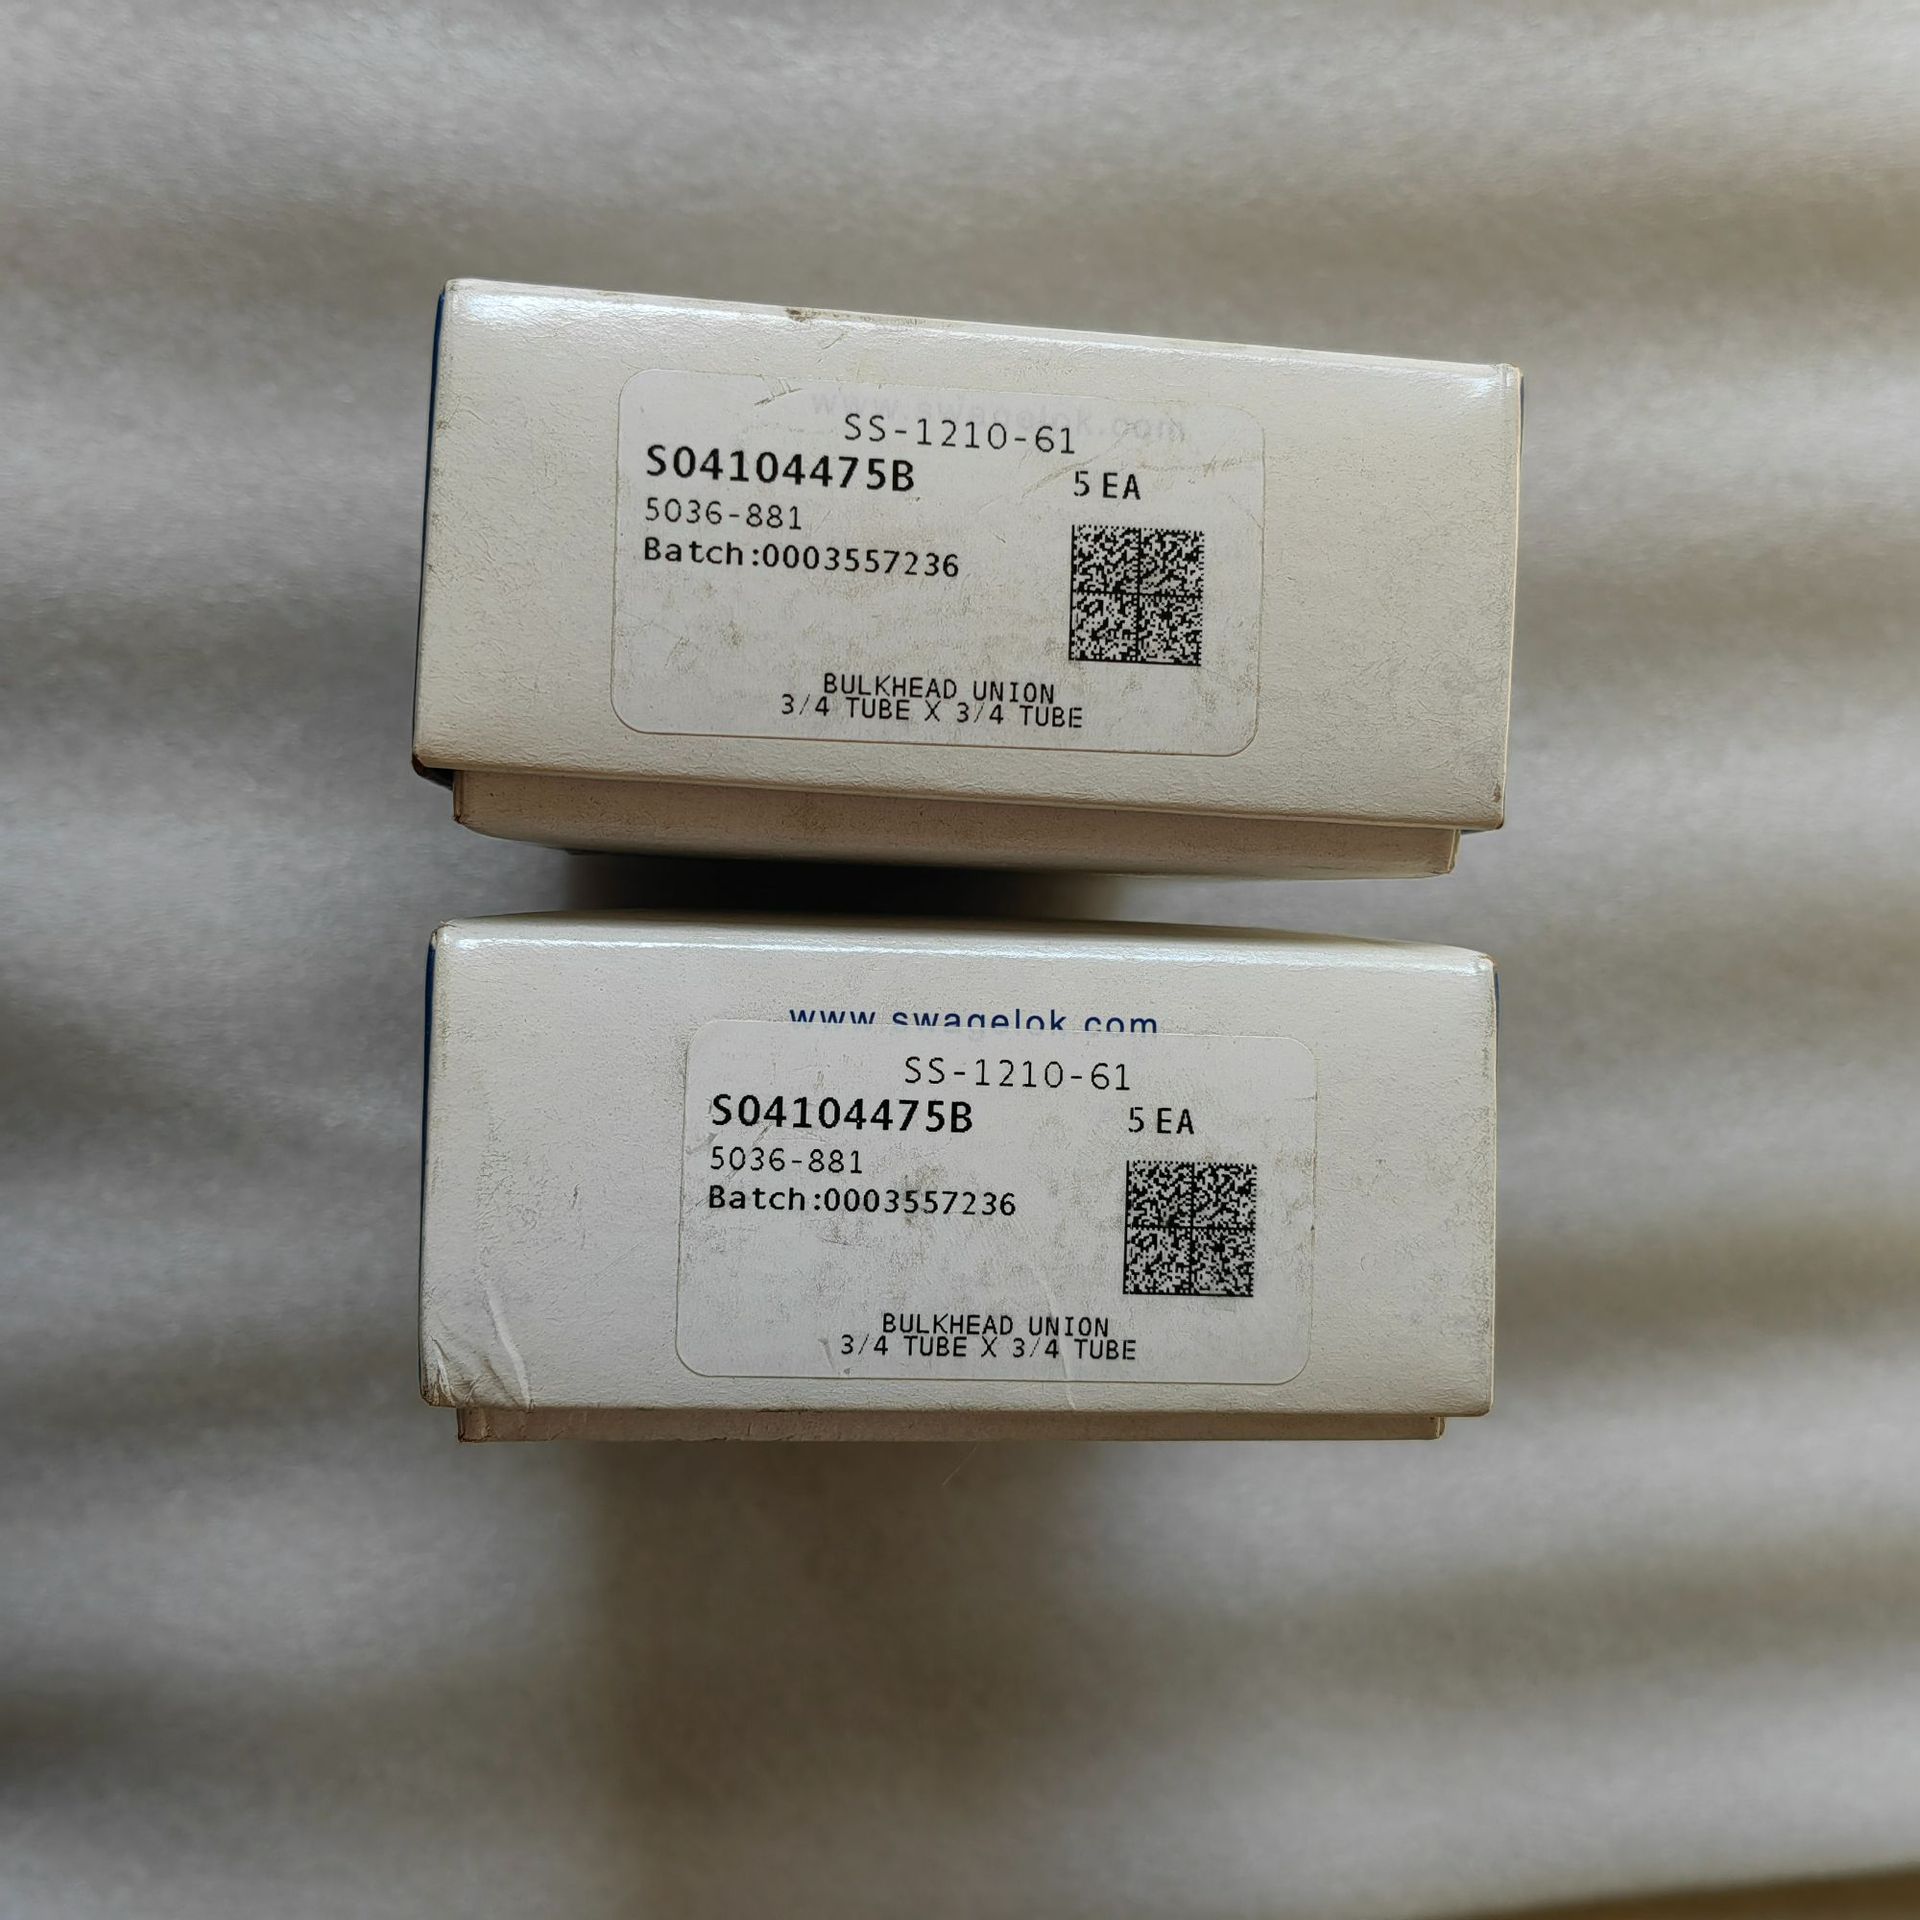 www.swagelok.com
SS-1210-61
S04104475B 5 EA
5036-881
Batch:0003557236
BULKHEAD UNION
3/4 TUBE X 3/4 TUBE
www.swagelok.com
SS-1210-61
S04104475B 5 EA
5036-881
Batch:0003557236
BULKHEAD UNION
3/4 TUBE X 3/4 TUBE